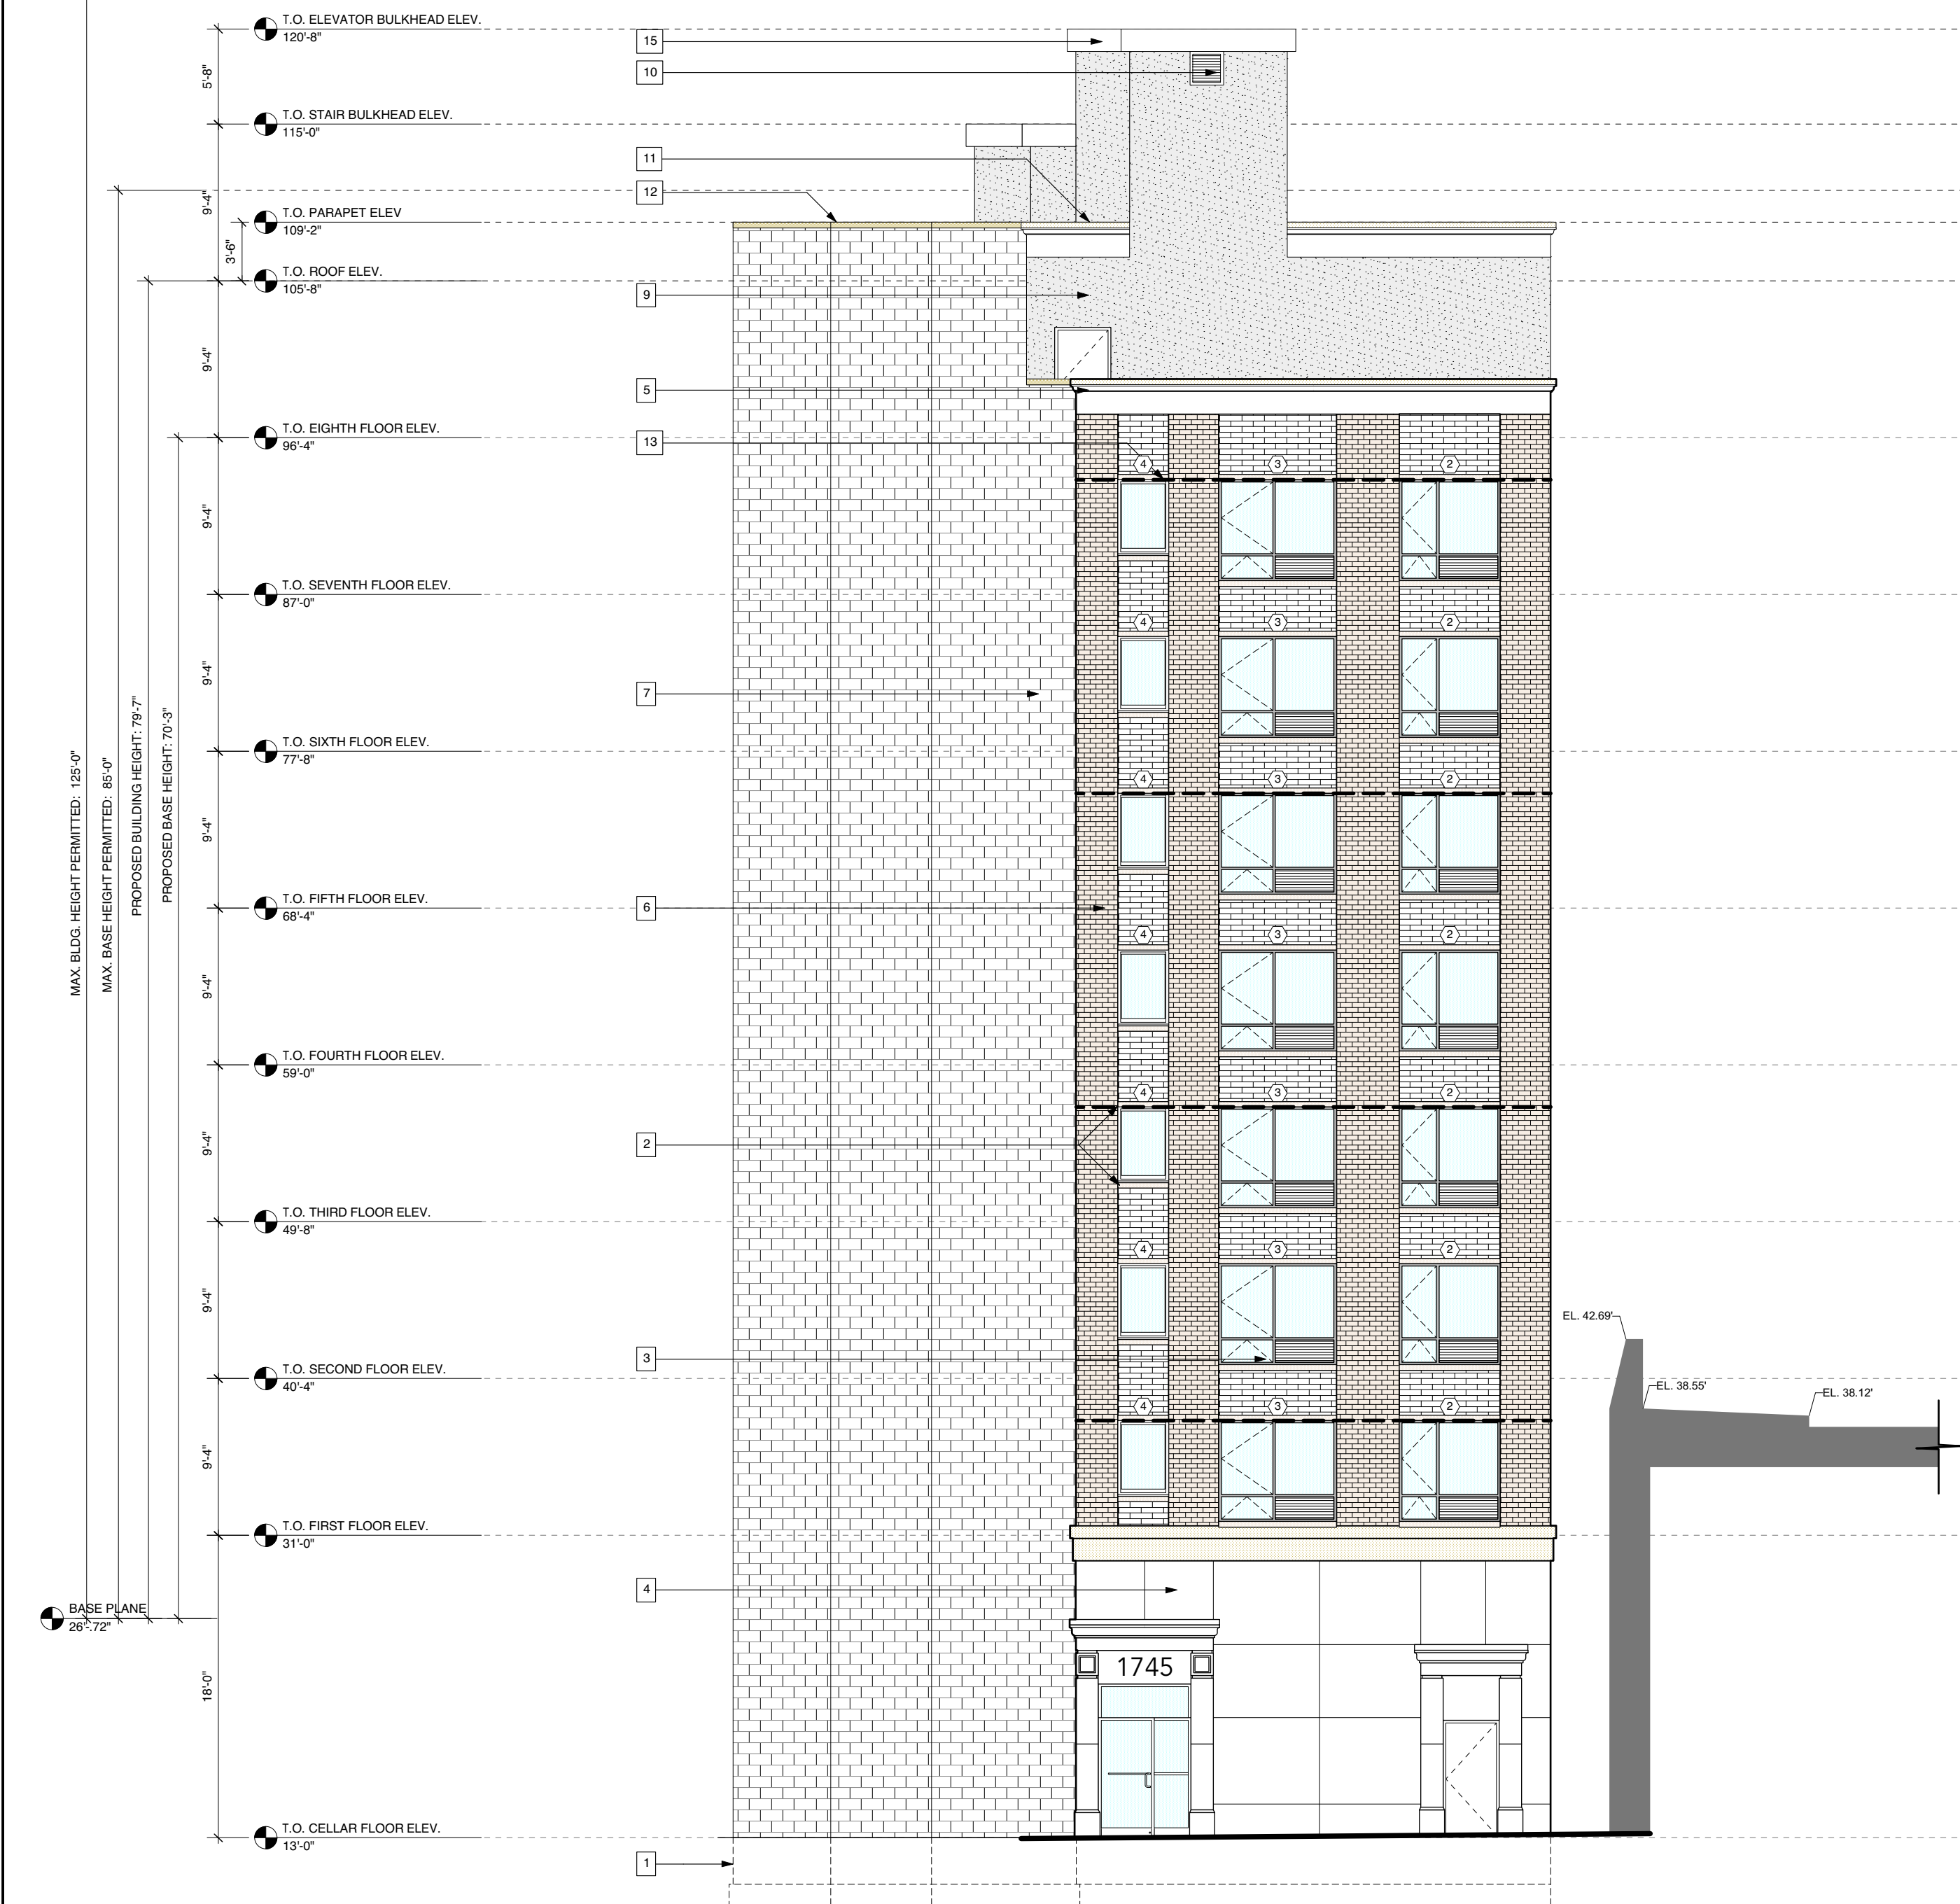 T.O. ELEVATOR BULKHEAD ELEV.
120'-8"
15
10
5'-8"
T.O. STAIR BULKHEAD ELEV.
115'-0"
11
12
9'-4"
T.O. PARAPET ELEV
109'-2"
3'-6"
T.O. ROOF ELEV.
105'-8"
9
9'-4"
5
T.O. EIGHTH FLOOR ELEV.
96'-4"
13
4
3
2
9'-4"
T.O. SEVENTH FLOOR ELEV.
87'-0"
4
3
2
9'-4"
7
T.O. SIXTH FLOOR ELEV.
77'-8"
4
3
2
MAX. BLDG. HEIGHT PERMITTED: 125'-0"
MAX. BASE HEIGHT PERMITTED: 85'-0"
PROPOSED BUILDING HEIGHT: 79'-7"
PROPOSED BASE HEIGHT: 70'-3"
9'-4"
T.O. FIFTH FLOOR ELEV.
68'-4"
6
4
3
2
9'-4"
T.O. FOURTH FLOOR ELEV.
59'-0"
4
3
2
9'-4"
2
T.O. THIRD FLOOR ELEV.
49'-8"
4
3
2
9'-4"
EL. 42.69'
3
T.O. SECOND FLOOR ELEV.
40'-4"
EL. 38.55'
EL. 38.12'
4
3
2
9'-4"
T.O. FIRST FLOOR ELEV.
31'-0"
4
BASE PLANE
26'-.72"
1745
18'-0"
T.O. CELLAR FLOOR ELEV.
13'-0"
1